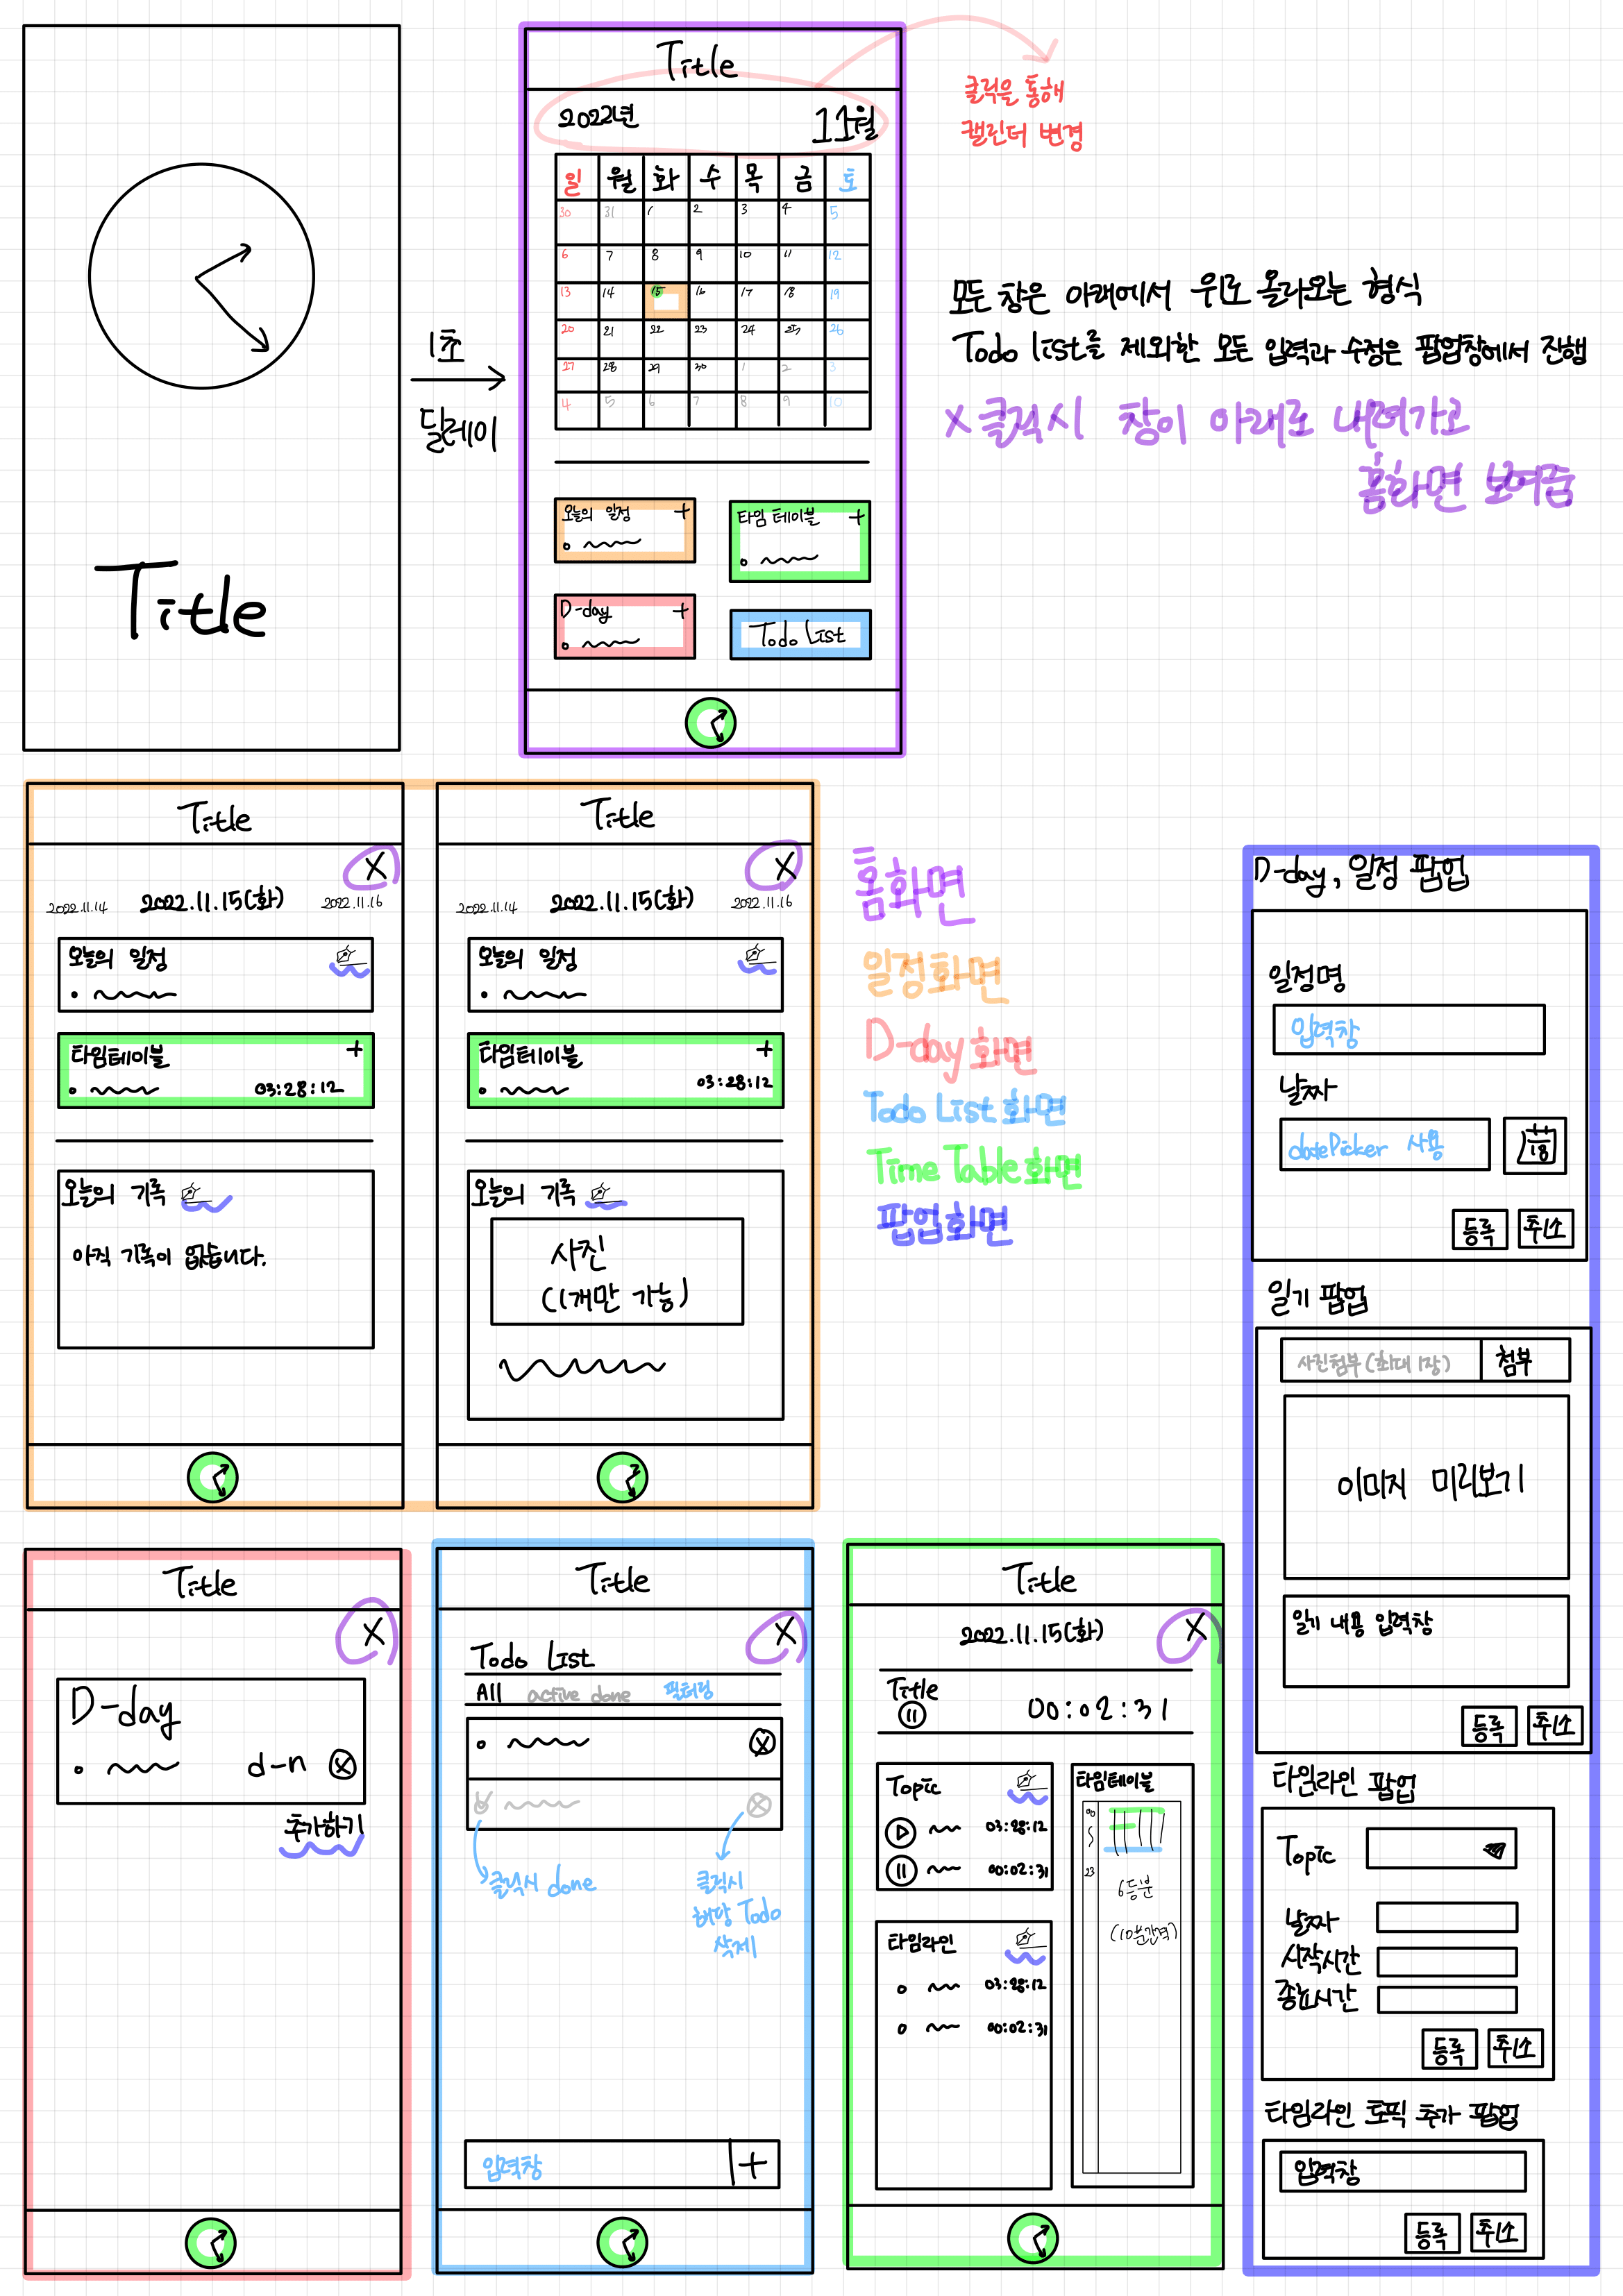 Title
1초
딜레이
Title
2022년 11월
클릭을 통해
캘린더 변경
일 월 화 수 목 금 토
30 31 1 2 3 4 5
6 7 8 9 10 11 12
13 14 15 16 17 18 19
20 21 22 23 24 25 26
27 28 29 30 1 2 3
4 5 6 7 8 9 10
오늘의 일정 +
타임 테이블 +
D-day +
Todo List
모든 창은 아래에서 위로 올라오는 형식
Todo list를 제외한 모든 입력과 수정은 팝업창에서 진행
X 클릭시 창이 아래로 내려가고
홈화면 보여줌
Title
X
2022.11.14 2022.11.15(화) 2022.11.16
오늘의 일정
타임테이블 +
03:28:12
오늘의 기록
아직 기록이 없습니다.
Title
X
2022.11.14 2022.11.15(화) 2022.11.16
오늘의 일정
타임테이블 +
03:28:12
오늘의 기록
사진
(1개만 가능)
홈화면
일정화면
D-day화면
Todo List화면
Time Table화면
팝업화면
D-day, 일정 팝업
일정명
입력창
날짜
datePicker 사용
18
등록 취소
일기 팝업
사진첨부(최대 1장) 첨부
이미지 미리보기
일기 내용 입력창
등록 취소
타임라인 팝업
Topic
날짜
시작시간
종료시간
등록 취소
타임라인 토픽 추가 팝업
입력창
등록 취소
Title
X
D-day
d-n X
추가하기
Title
X
Todo List
All active done 필터링
X
X
클릭시 done
클릭시
해당 Todo
삭제
입력창 +
Title
2022.11.15(화) X
Title
00:02:31
Topic
03:28:12
00:02:31
타임라인
03:28:12
00:02:31
타임테이블
00
23
6등분
(10분간격)